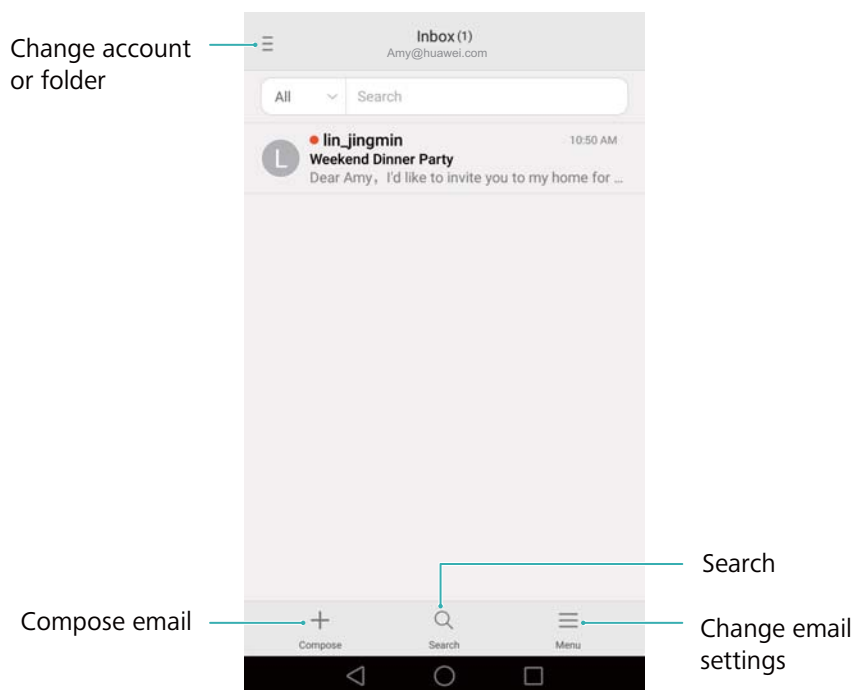 Change account
or folder
Inbox (1)
Amy@huawei.com
All
Search
L
lin_jingmin
10:50 AM
Weekend Dinner Party
Dear Amy，I'd like to invite you to my home for ...
Search
Compose email
Compose
Search
Menu
Change email
settings